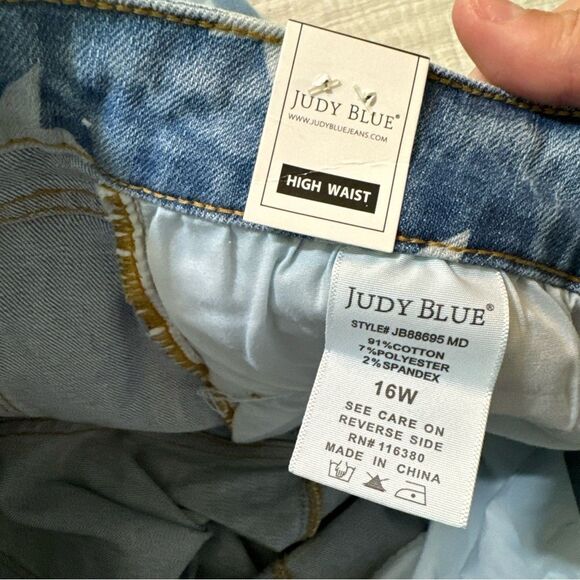 JUDY BLUE®
WWW.JUDYBLUEJEANS.COM
HIGH WAIST
JUDY BLUE®
STYLE# JB88695 MD
91%COTTON
7%POLYESTER
2%SPANDEX
16W
SEE CARE ON
REVERSE SIDE
RN# 116380
MADE IN CHINA